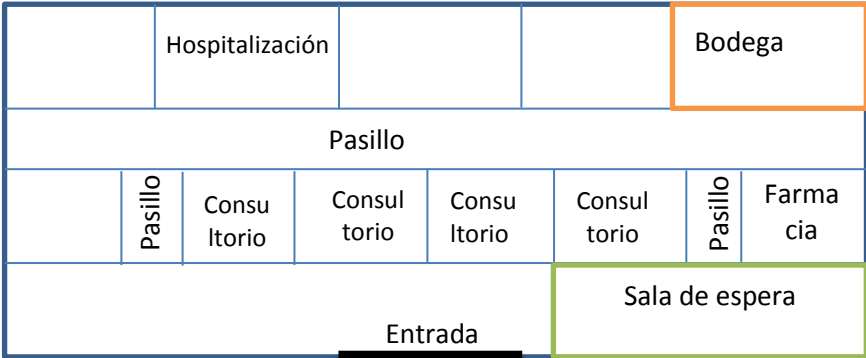 Hospitalización
Bodega
Pasillo
Pasillo
Consu
ltorio
Consul
torio
Consu
ltorio
Consul
torio
Pasillo
Farma
cia
Sala de espera
Entrada